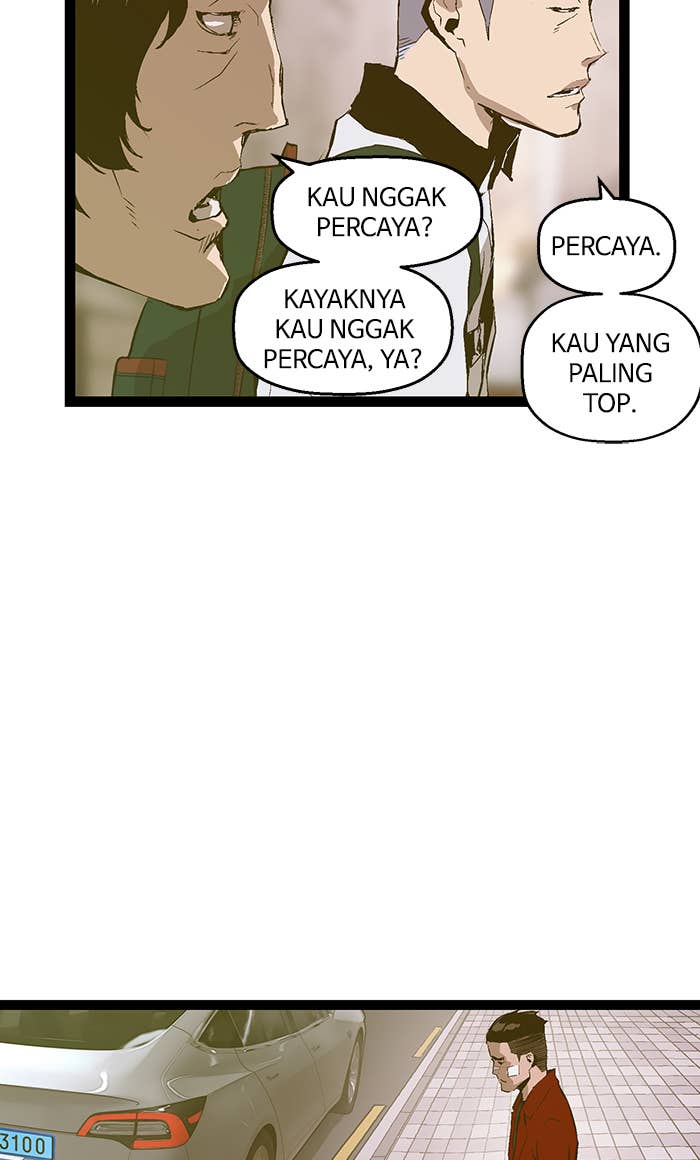 KAU NGGAK
PERCAYA?
KAYAKNYA
KAU NGGAK
PERCAYA, YA?
PERCAYA.
KAU YANG
PALING
TOP.
3100